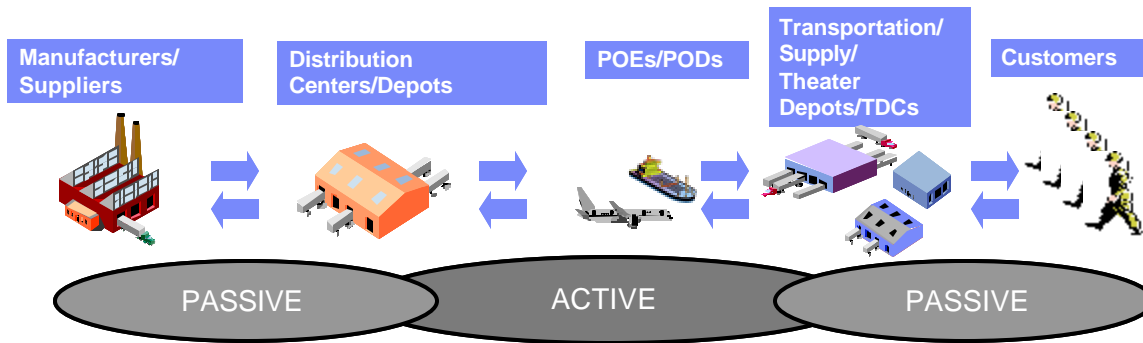 Manufacturers/
Suppliers
Distribution
Centers/Depots
POEs/PODs
Transportation/
Supply/
Theater
Depots/TDCs
Customers
PASSIVE
ACTIVE
PASSIVE